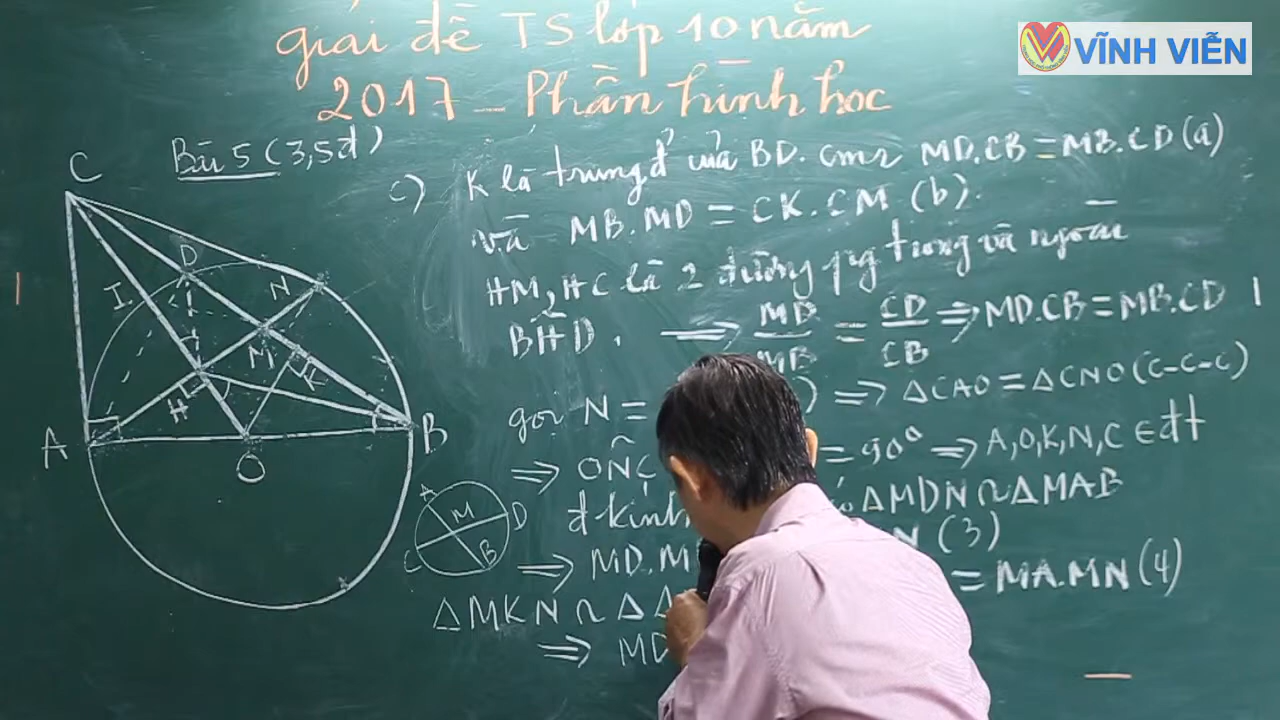 giải đề TS lớp 10 năm
2017 - Phần hình học
VĨNH VIỄN
Bài 5 (3,5đ)
c) K là trung đ' của BD. cmr MD.CB = MB.CD (a)
và MB.MD = CK.CM (b).
HM, HC là 2 đường pg trong và ngoài
BHD. ⟹ MD/MB = CD/CB ⟹ MD.CB = MB.CD
gọi N = ) ⟹ ΔCAO = ΔCNO (c-c-c)
⟹ ONC = 90° ⟹ A,O,K,N,C ∈ đt
đkính ΔMDN ∽ ΔMAB
⟹ MD.M N (3)
ΔMKN ∽ Δ = MA.MN (4)
⟹ MD
C
D
N
I
M
K
H
A
B
O
A
M
D
C
B